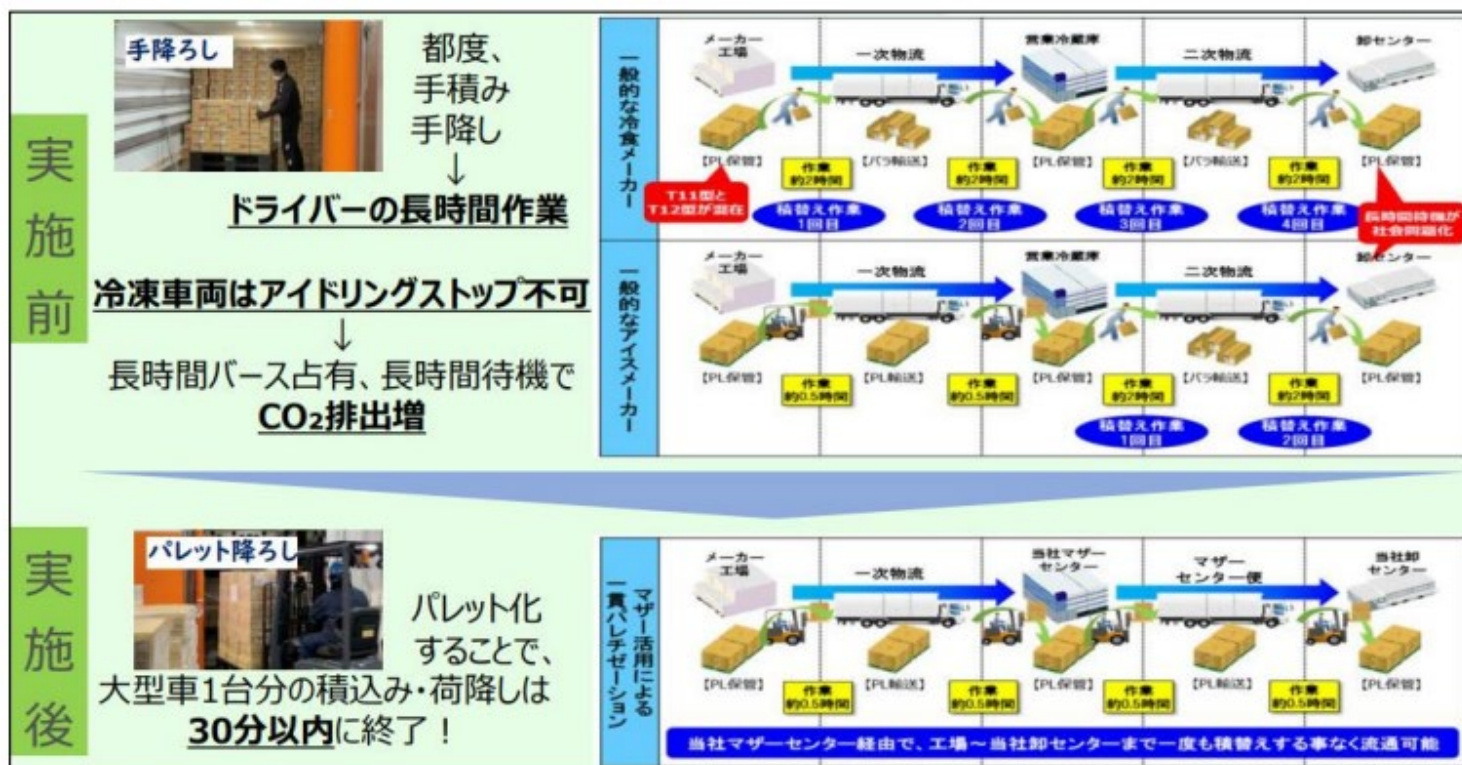 実施前
手降ろし
都度、
手積み
手降し
↓
ドライバーの長時間作業
冷凍車両はアイドリングストップ不可
↓
長時間バース占有、長時間待機で
CO₂排出増
一般的な冷食メーカー
メーカー
工場
一次物流
営業冷蔵庫
二次物流
卸センター
【PL保管】
【バラ輸送】
【PL保管】
【バラ輸送】
【PL保管】
作業
約2時間
作業
約2時間
作業
約2時間
作業
約2時間
T11型と
T12型が混在
積替え作業
1回目
積替え作業
2回目
積替え作業
3回目
積替え作業
4回目
長時間待機が
社会問題化
一般的なアイスメーカー
メーカー
工場
一次物流
営業冷蔵庫
二次物流
卸センター
【PL保管】
【PL輸送】
【PL保管】
【バラ輸送】
【PL保管】
作業
約0.5時間
作業
約0.5時間
作業
約2時間
作業
約2時間
積替え作業
1回目
積替え作業
2回目
実施後
パレット降ろし
パレット化
することで、
大型車1台分の積込み・荷降しは
30分以内に終了！
マザー活用による
一貫パレチゼーション
メーカー
工場
一次物流
当社マザー
センター
マザー
センター便
当社卸
センター
【PL保管】
【PL輸送】
【PL保管】
【PL輸送】
【PL保管】
作業
約0.5時間
作業
約0.5時間
作業
約0.5時間
作業
約0.5時間
当社マザーセンター経由で、工場～当社卸センターまで一度も積替えする事なく流通可能